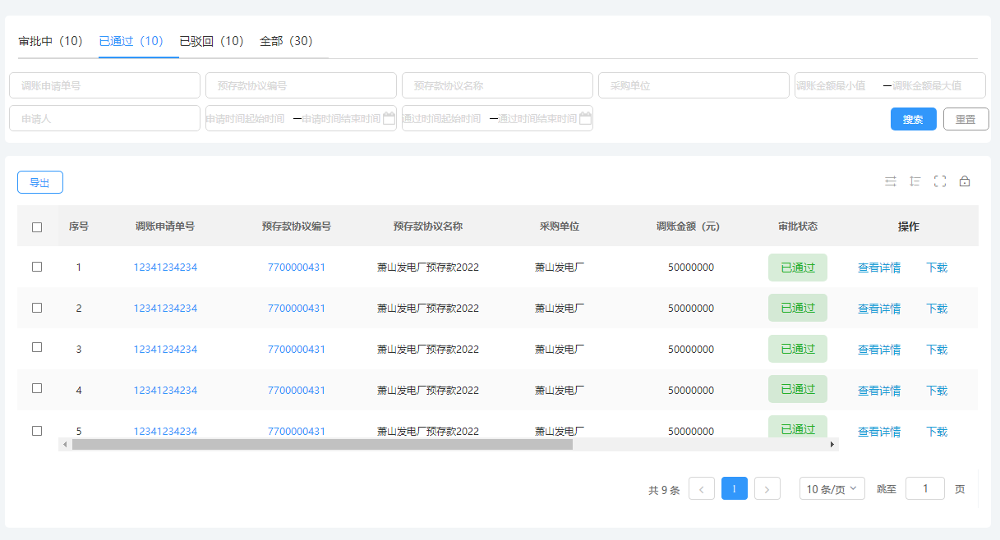 审批中（10） 已通过（10） 已驳回（10） 全部（30）
调账申请单号 预存款协议编号 预存款协议名称 采购单位 调账金额最小值 —调账金额最大值
申请人 申请时间起始时间 —申请时间结束时间 通过时间起始时间 —通过时间结束时间 搜索 重置
导出
序号 调账申请单号 预存款协议编号 预存款协议名称 采购单位 调账金额（元） 审批状态 操作
1 12341234234 7700000431 萧山发电厂预存款2022 萧山发电厂 50000000 已通过 查看详情 下载
2 12341234234 7700000431 萧山发电厂预存款2022 萧山发电厂 50000000 已通过 查看详情 下载
3 12341234234 7700000431 萧山发电厂预存款2022 萧山发电厂 50000000 已通过 查看详情 下载
4 12341234234 7700000431 萧山发电厂预存款2022 萧山发电厂 50000000 已通过 查看详情 下载
5 12341234234 7700000431 萧山发电厂预存款2022 萧山发电厂 50000000 已通过 查看详情 下载
共 9 条 < 1 > 10 条/页 跳至 1 页